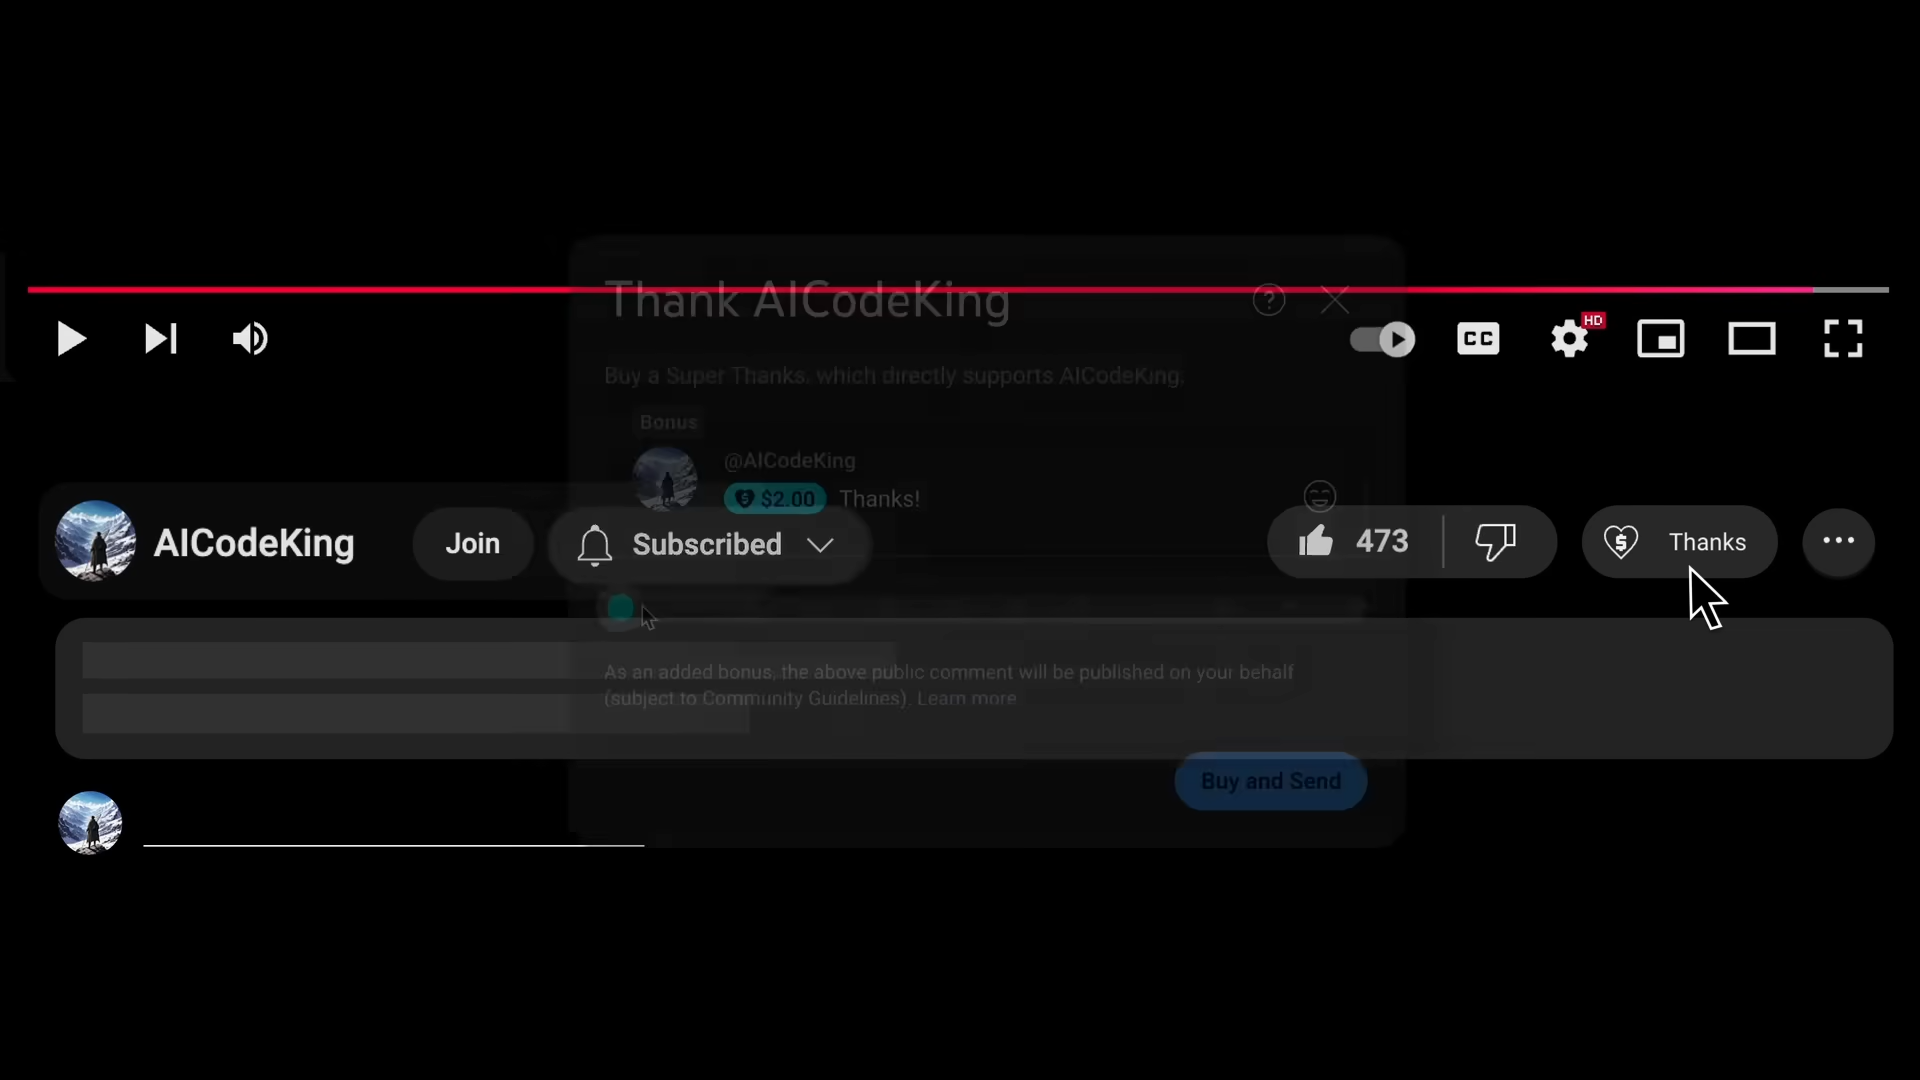 Thank AICodeKing
HD
CC
Buy a Super Thanks, which directly supports AICodeKing.
Bonus
@AICodeKing
$2.00 Thanks!
AICodeKing Join Subscribed 473 Thanks
As an added bonus, the above public comment will be published on your behalf
(subject to Community Guidelines). Learn more
Buy and Send